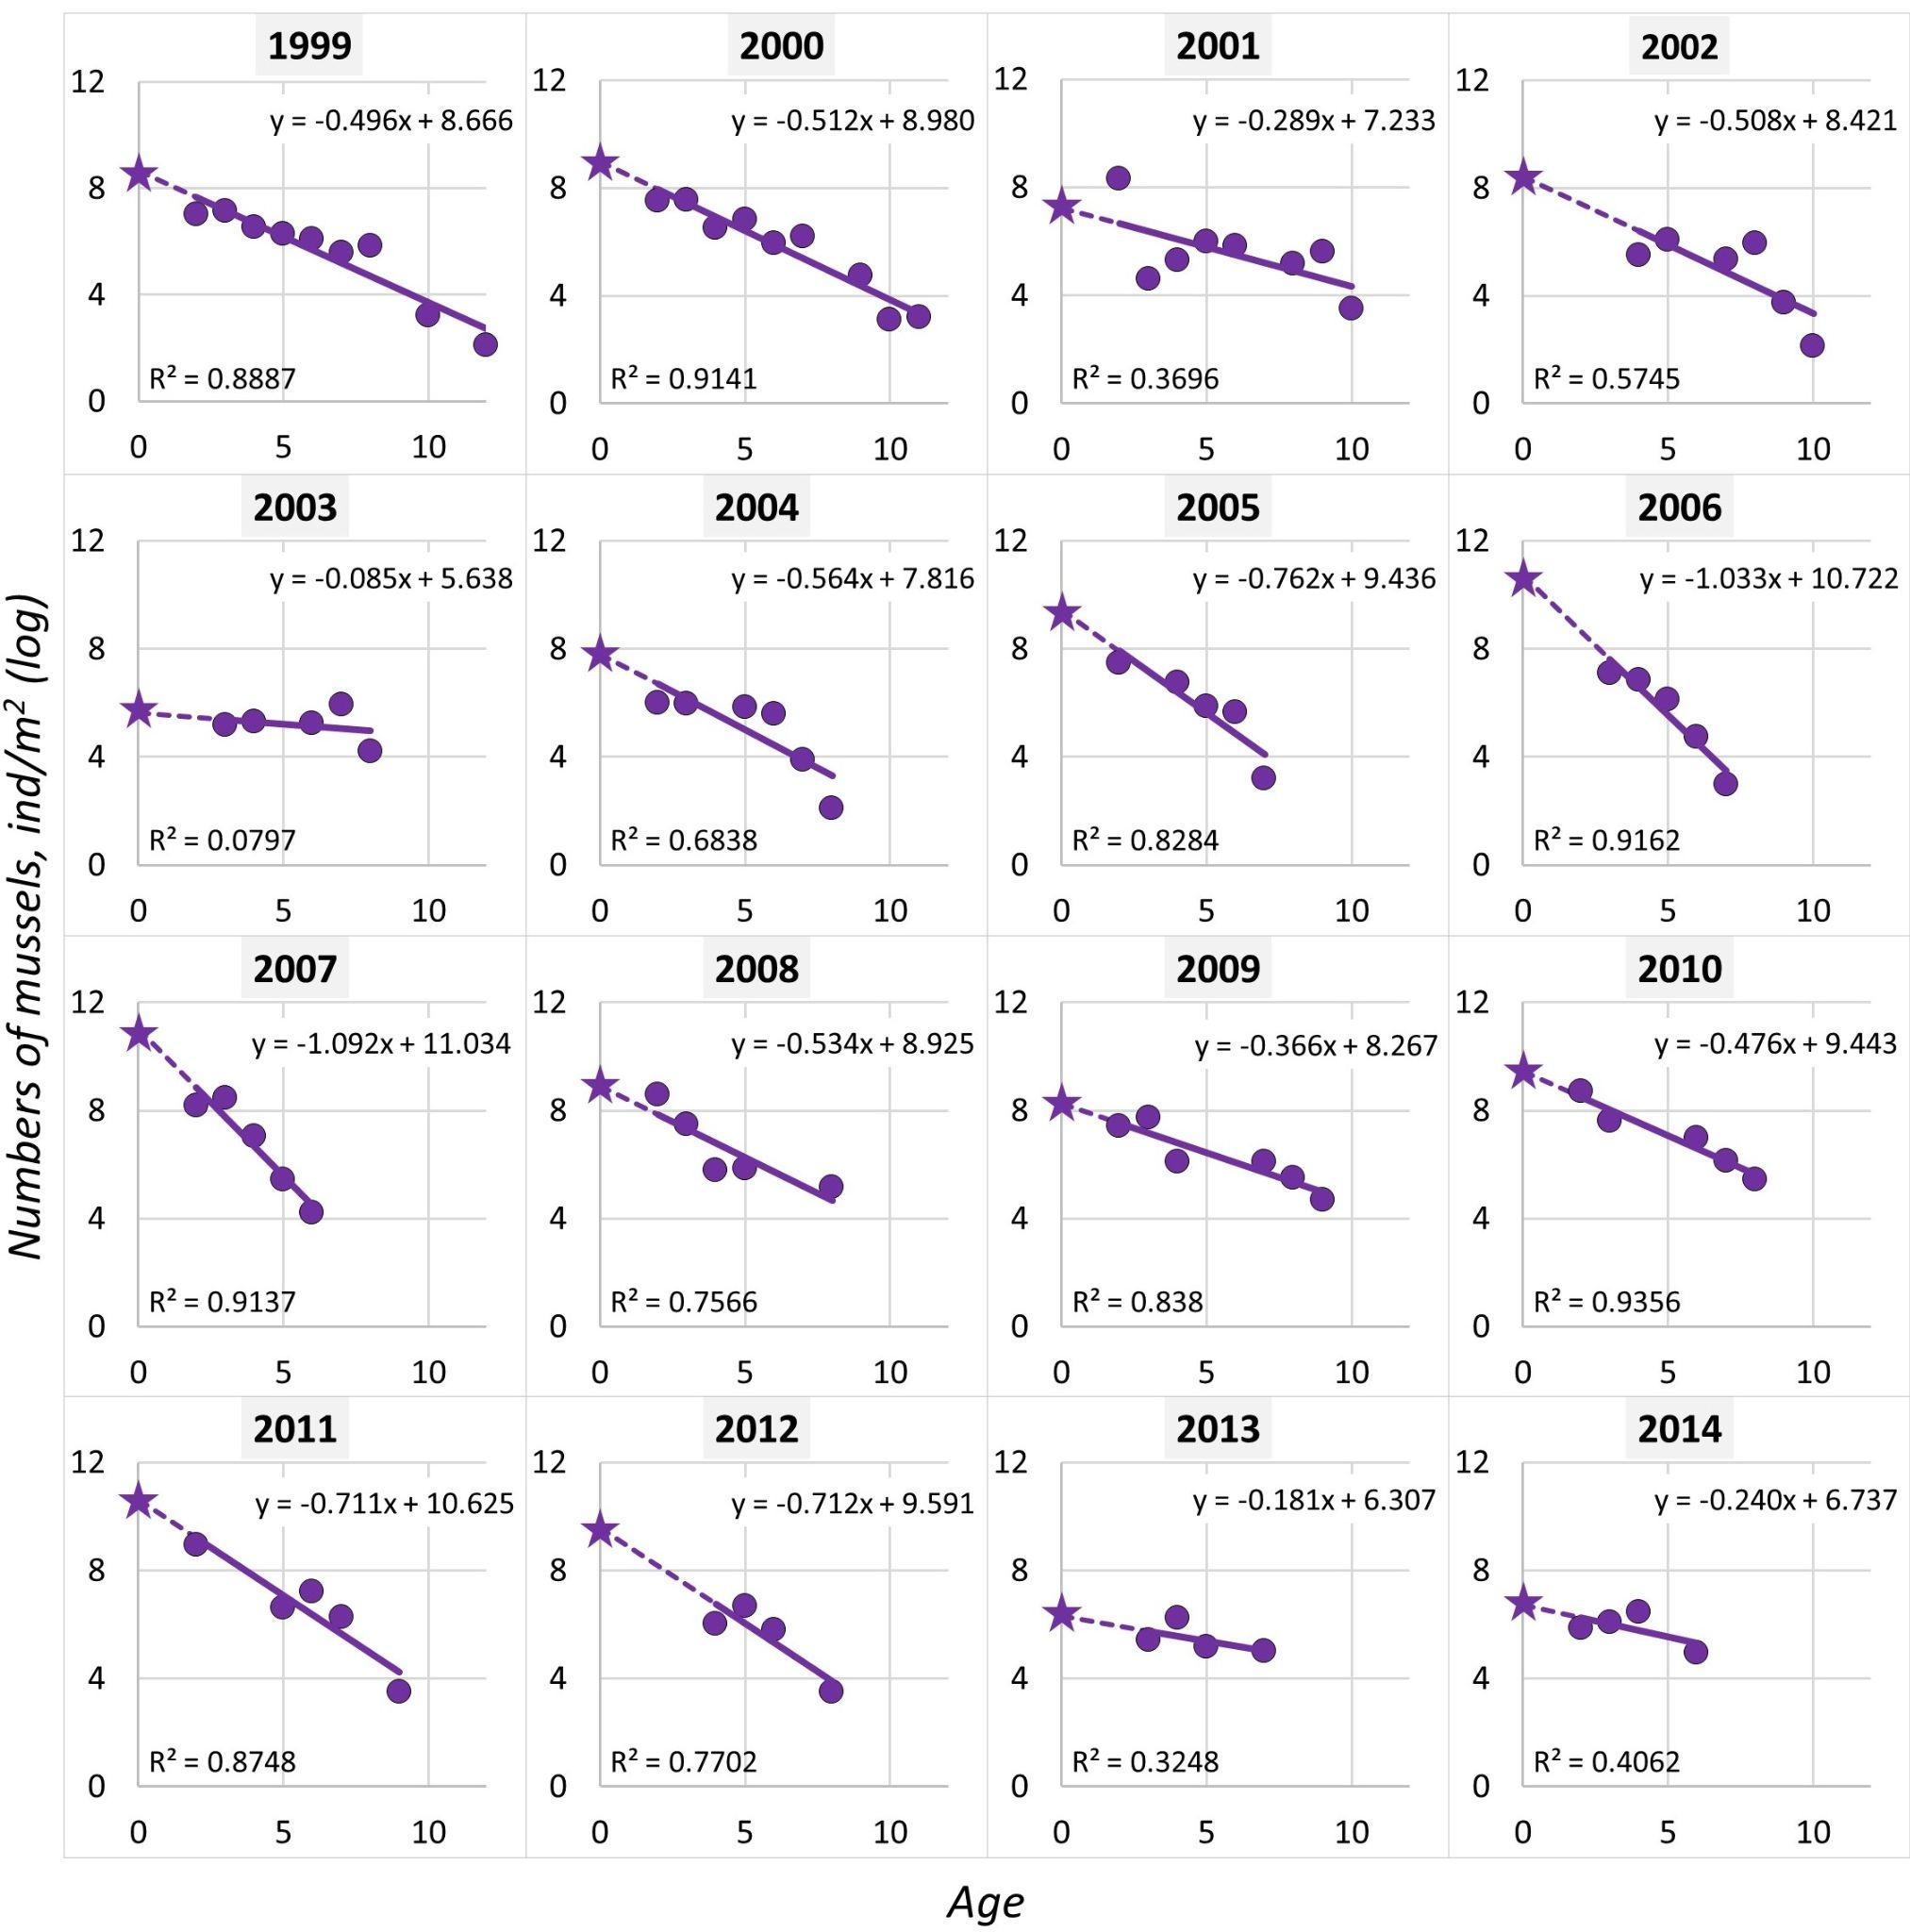 1999 2000 2001 2002
12 12 12 12
y = -0.496x + 8.666 y = -0.512x + 8.980 y = -0.289x + 7.233 y = -0.508x + 8.421
8 8 8 8
4 4 4 4
R² = 0.8887 R² = 0.9141 R² = 0.3696 R² = 0.5745
0 0 0 0
0 5 10 0 5 10 0 5 10 0 5 10
2003 2004 2005 2006
12 12 12 12
y = -0.085x + 5.638 y = -0.564x + 7.816 y = -0.762x + 9.436 y = -1.033x + 10.722
8 8 8 8
4 4 4 4
R² = 0.0797 R² = 0.6838 R² = 0.8284 R² = 0.9162
0 0 0 0
0 5 10 0 5 10 0 5 10 0 5 10
Numbers of mussels, ind/m² (log)
2007 2008 2009 2010
12 12 12 12
y = -1.092x + 11.034 y = -0.534x + 8.925 y = -0.366x + 8.267 y = -0.476x + 9.443
8 8 8 8
4 4 4 4
R² = 0.9137 R² = 0.7566 R² = 0.838 R² = 0.9356
0 0 0 0
0 5 10 0 5 10 0 5 10 0 5 10
2011 2012 2013 2014
12 12 12 12
y = -0.711x + 10.625 y = -0.712x + 9.591 y = -0.181x + 6.307 y = -0.240x + 6.737
8 8 8 8
4 4 4 4
R² = 0.8748 R² = 0.7702 R² = 0.3248 R² = 0.4062
0 0 0 0
0 5 10 0 5 10 0 5 10 0 5 10
Age